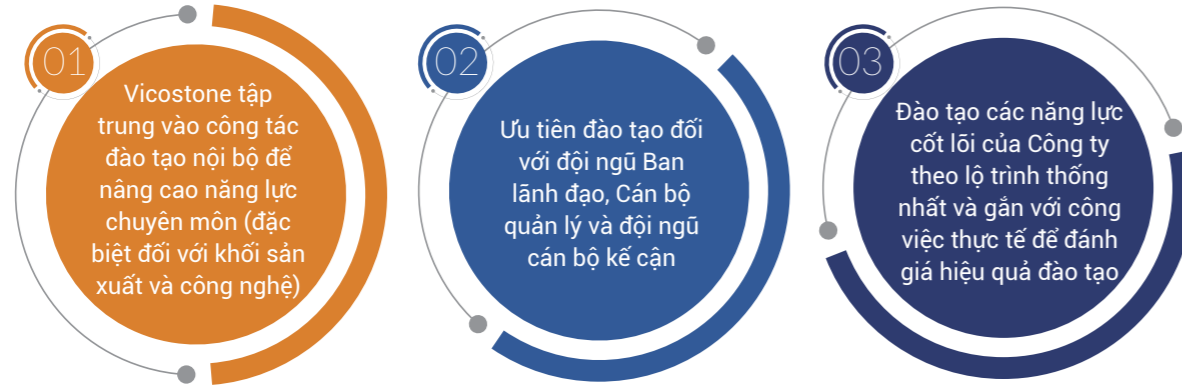 01
Vicostone tập
trung vào công tác
đào tạo nội bộ để
nâng cao năng lực
chuyên môn (đặc
biệt đối với khối sản
xuất và công nghệ)
02
Ưu tiên đào tạo đối
với đội ngũ Ban
lãnh đạo, Cán bộ
quản lý và đội ngũ
cán bộ kế cận
03
Đào tạo các năng lực
cốt lõi của Công ty
theo lộ trình thống
nhất và gắn với công
việc thực tế để đánh
giá hiệu quả đào tạo